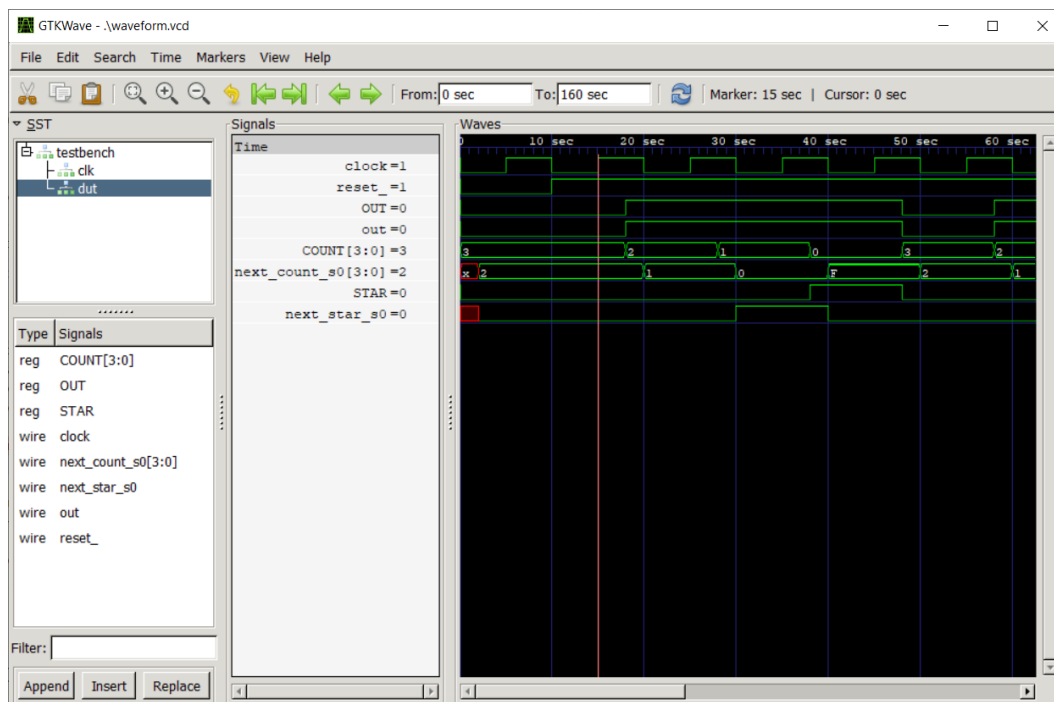 GTKWave - .\waveform.vcd
File Edit Search Time Markers View Help
From: 0 sec To: 160 sec Marker: 15 sec | Cursor: 0 sec
SST
testbench
clk
dut
Type Signals
reg COUNT[3:0]
reg OUT
reg STAR
wire clock
wire next_count_s0[3:0]
wire next_star_s0
wire out
wire reset_
Filter:
Append Insert Replace
Signals
Time
clock=1
reset_=1
OUT=0
out=0
COUNT[3:0]=3
next_count_s0[3:0]=2
STAR=0
next_star_s0=0
Waves
0 10 sec 20 sec 30 sec 40 sec 50 sec 60 sec
3 2 1 0 3 2
x 2 1 0 F 2 1